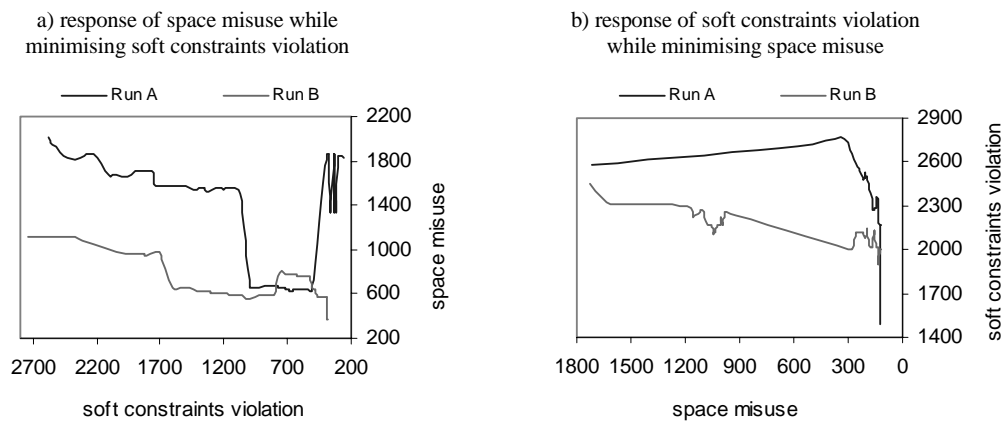 a) response of space misuse while
minimising soft constraints violation
Run A
Run B
2200
1800
1400
1000
600
200
space misuse
2700 2200 1700 1200 700 200
soft constraints violation
b) response of soft constraints violation
while minimising space misuse
Run A
Run B
2900
2600
2300
2000
1700
1400
soft constraints violation
1800 1500 1200 900 600 300 0
space misuse